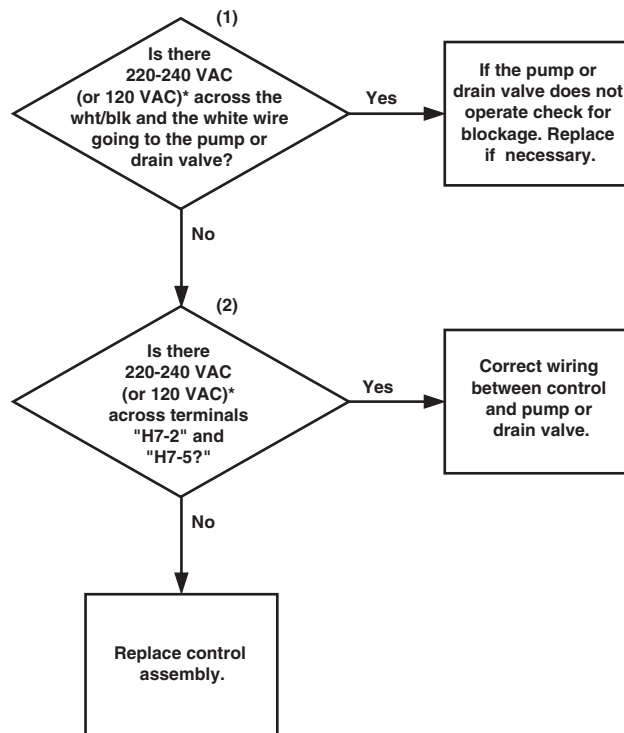 (1)
Is there
220-240 VAC
(or 120 VAC)* across the
wht/blk and the white wire
going to the pump or
drain valve?
Yes
If the pump or
drain valve does not
operate check for
blockage. Replace
if necessary.
No
(2)
Is there
220-240 VAC
(or 120 VAC)*
across terminals
"H7-2" and
"H7-5?"
Yes
Correct wiring
between control
and pump or
drain valve.
No
Replace control
assembly.